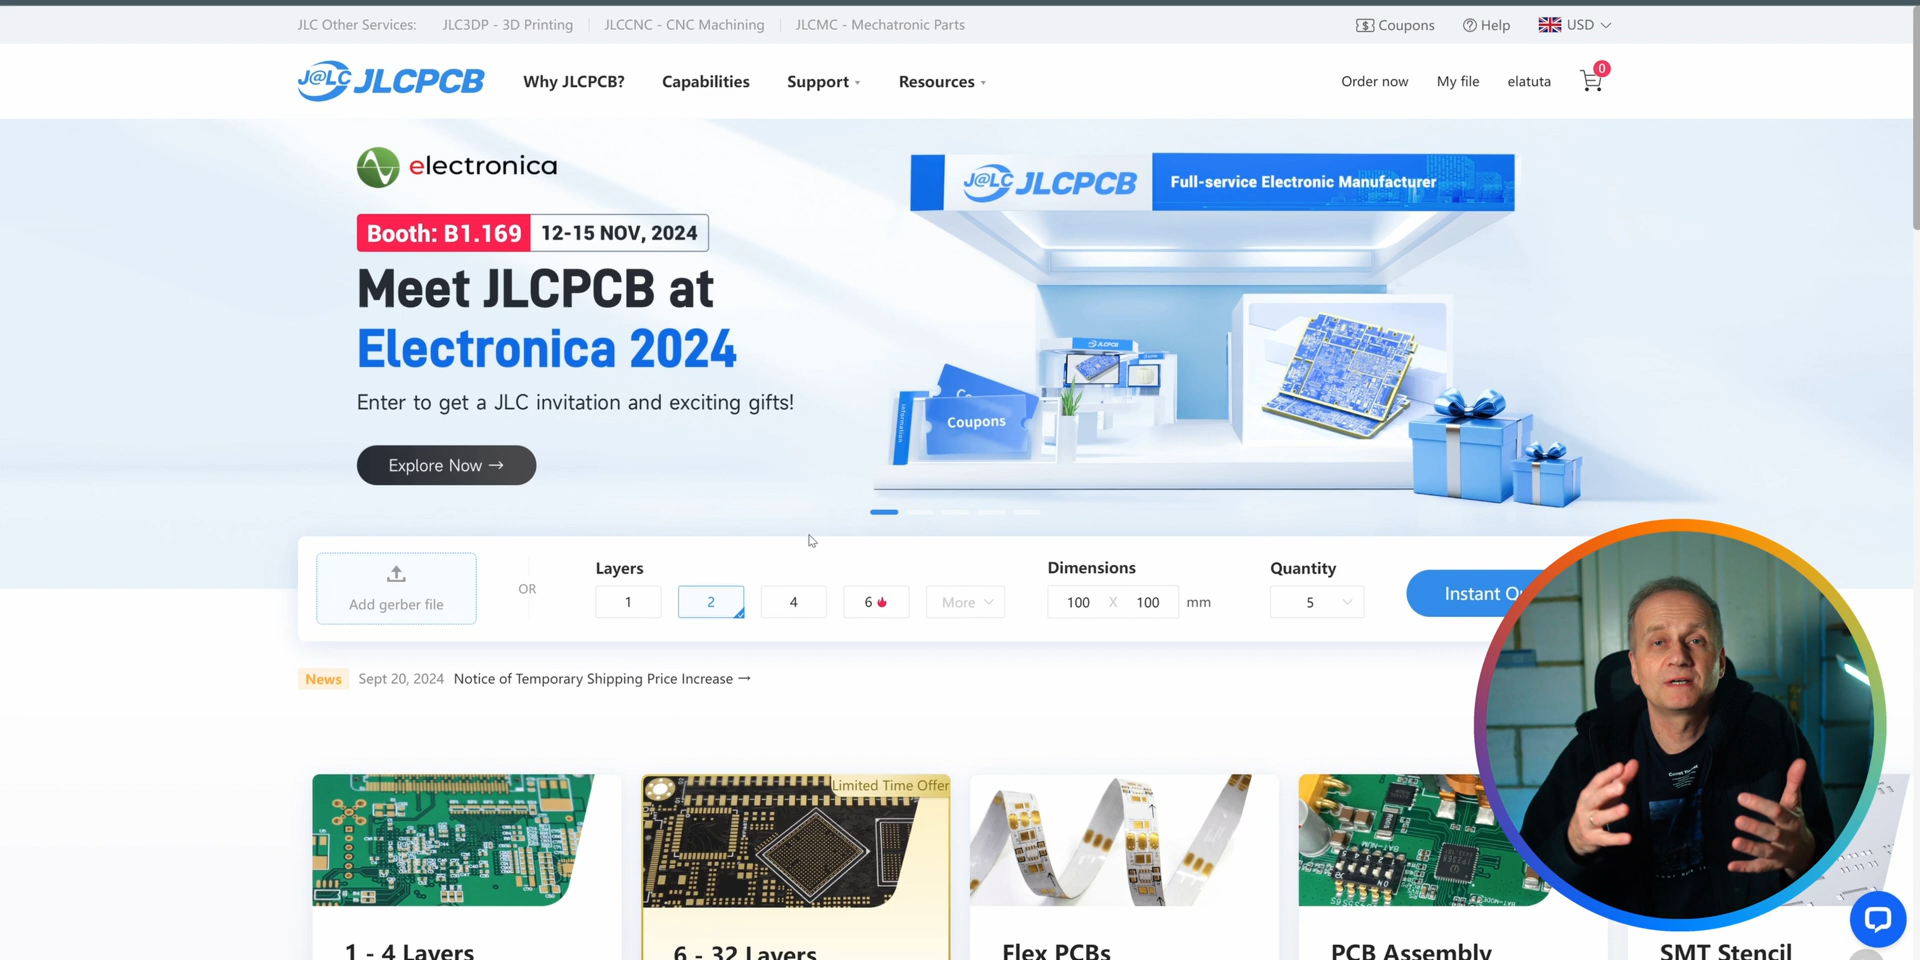 JLC Other Services: JLC3DP - 3D Printing JLCCNC - CNC Machining JLCMC - Mechatronic Parts Coupons Help USD
J@LC JLCPCB Why JLCPCB? Capabilities Support Resources Order now My file elatuta 0
electronica
Booth: B1.169 12-15 NOV, 2024
Meet JLCPCB at
Electronica 2024
Enter to get a JLC invitation and exciting gifts!
Explore Now →
J@LC JLCPCB Full-service Electronic Manufacturer
JLCPCB
Information
Coupons
Add gerber file
OR
Layers
1 2 4 6 More
Dimensions
100 X 100 mm
Quantity
5
Instant Qu
News Sept 20, 2024 Notice of Temporary Shipping Price Increase →
Limited Time Offer
1 - 4 Layers
6 - 32 Layers
Flex PCBs
PCB Assembly
SMT Stencil